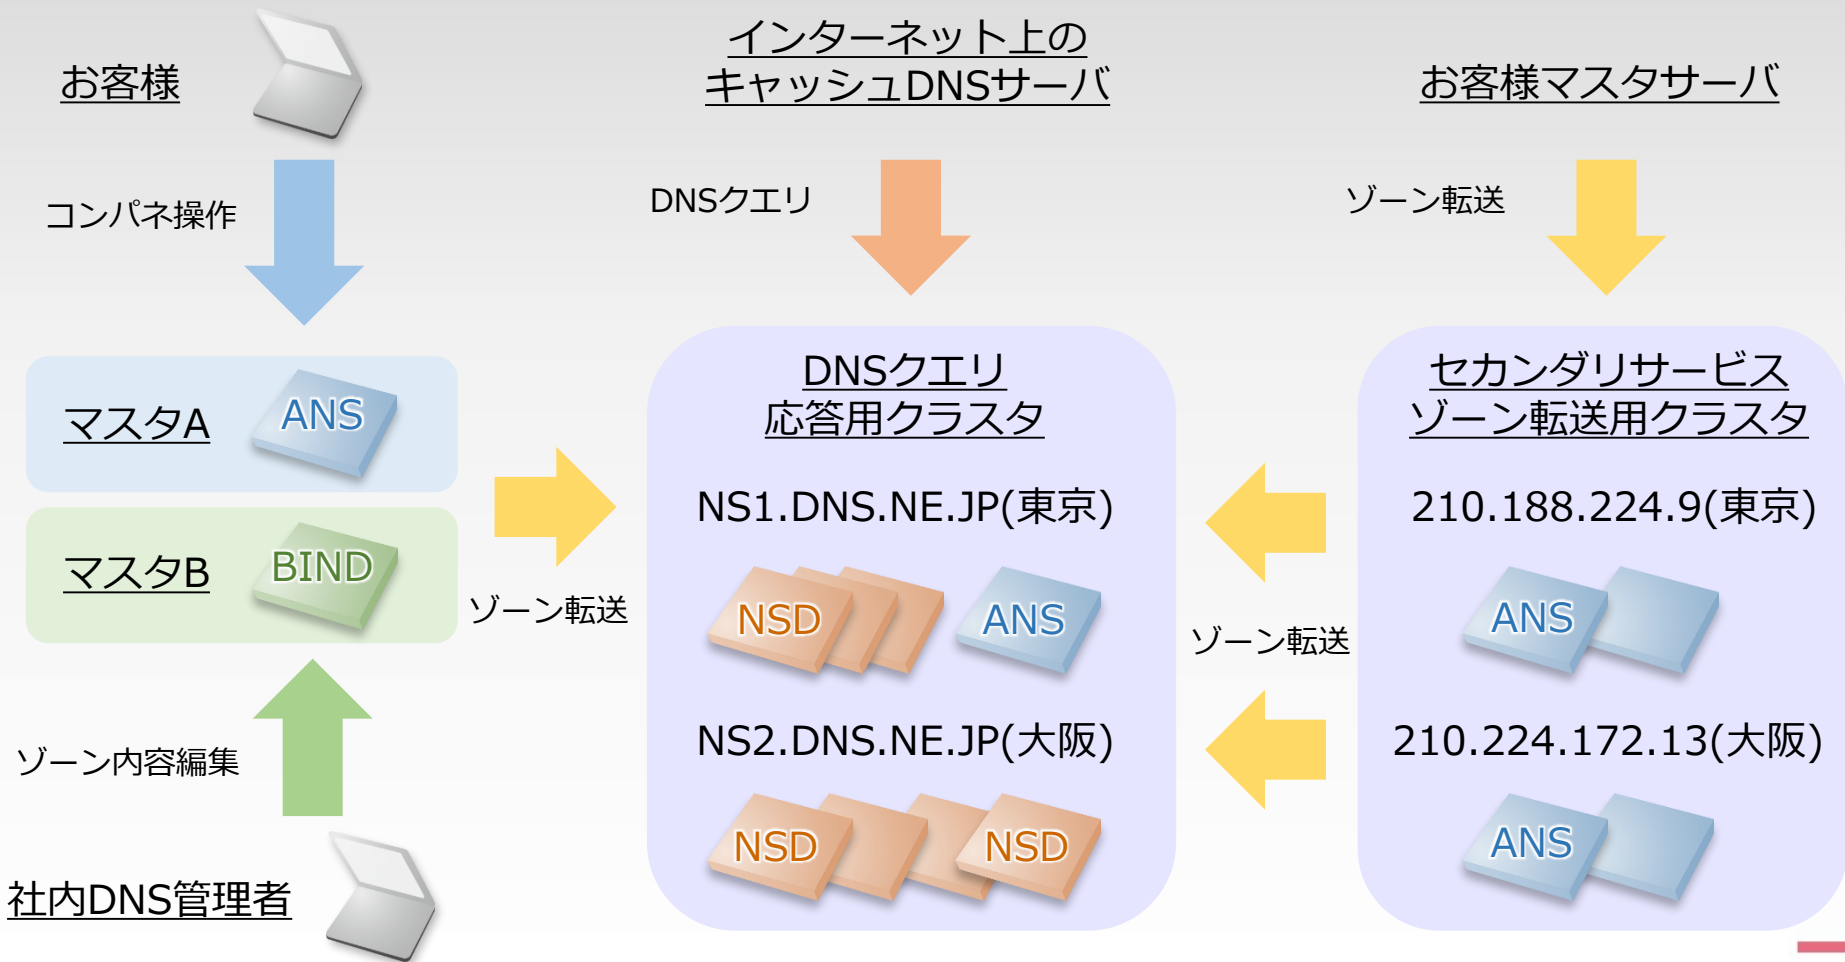 お客様
コンパネ操作
マスタA
ANS
マスタB
BIND
ゾーン内容編集
社内DNS管理者
ゾーン転送
インターネット上の
キャッシュDNSサーバ
DNSクエリ
DNSクエリ
応答用クラスタ
NS1.DNS.NE.JP(東京)
NSD
ANS
NS2.DNS.NE.JP(大阪)
NSD
NSD
ゾーン転送
お客様マスタサーバ
ゾーン転送
セカンダリサービス
ゾーン転送用クラスタ
210.188.224.9(東京)
ANS
210.224.172.13(大阪)
ANS